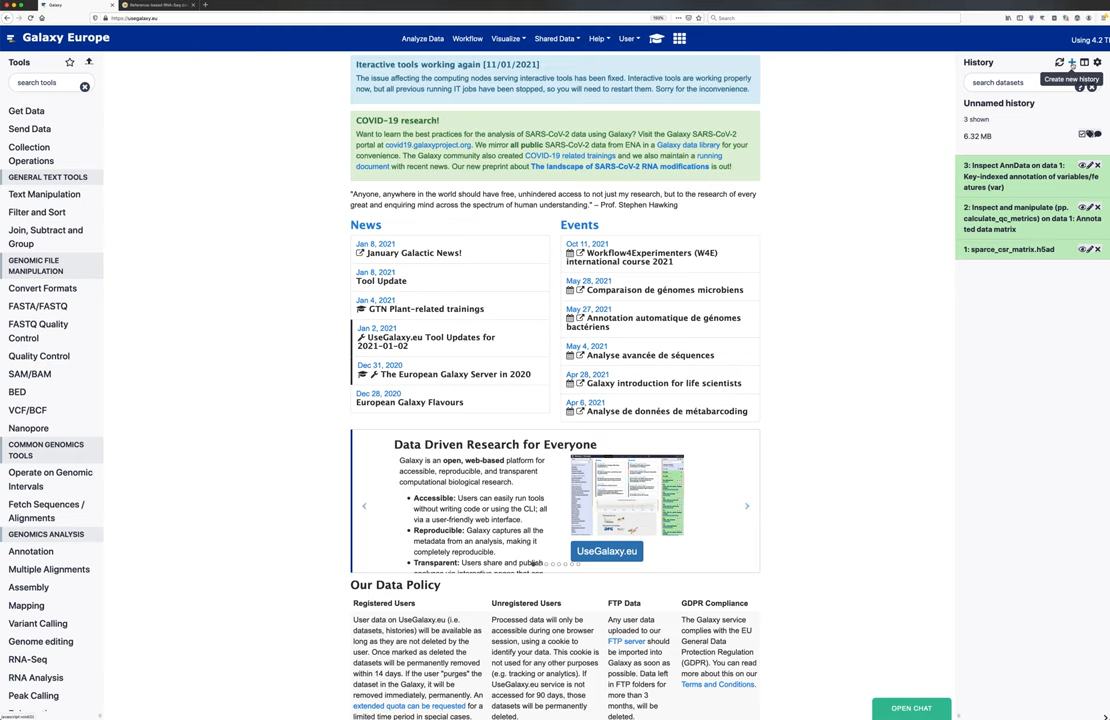 Galaxy
Reference-based RNA-Seq (co
https://usegalaxy.eu
150%
Search
Galaxy Europe
Analyze Data Workflow Visualize Shared Data Help User
Using 4.2 T
Tools
search tools
Get Data
Send Data
Collection
Operations
GENERAL TEXT TOOLS
Text Manipulation
Filter and Sort
Join, Subtract and
Group
GENOMIC FILE
MANIPULATION
Convert Formats
FASTA/FASTQ
FASTQ Quality
Control
Quality Control
SAM/BAM
BED
VCF/BCF
Nanopore
COMMON GENOMICS
TOOLS
Operate on Genomic
Intervals
Fetch Sequences /
Alignments
GENOMICS ANALYSIS
Annotation
Multiple Alignments
Assembly
Mapping
Variant Calling
Genome editing
RNA-Seq
RNA Analysis
Peak Calling
Iteractive tools working again [11/01/2021]
The issue affecting the computing nodes serving interactive tools has been fixed. Interactive tools are working properly
now, but all previous running IT jobs have been stopped, so you will need to restart them. Sorry for the inconvenience.
COVID-19 research!
Want to learn the best practices for the analysis of SARS-CoV-2 data using Galaxy? Visit the Galaxy SARS-CoV-2
portal at covid19.galaxyproject.org. We mirror all public SARS-CoV-2 data from ENA in a Galaxy data library for your
convenience. The Galaxy community also created COVID-19 related trainings and we also maintain a running
document with recent news. Our new preprint about The landscape of SARS-CoV-2 RNA modifications is out!
"Anyone, anywhere in the world should have free, unhindered access to not just my research, but to the research of every
great and enquiring mind across the spectrum of human understanding." – Prof. Stephen Hawking
News
Jan 8, 2021
January Galactic News!
Jan 8, 2021
Tool Update
Jan 4, 2021
GTN Plant-related trainings
Jan 2, 2021
UseGalaxy.eu Tool Updates for
2021-01-02
Dec 31, 2020
The European Galaxy Server in 2020
Dec 28, 2020
European Galaxy Flavours
Events
Oct 11, 2021
Workflow4Experimenters (W4E)
international course 2021
May 28, 2021
Comparaison de génomes microbiens
May 27, 2021
Annotation automatique de génomes
bactériens
May 4, 2021
Analyse avancée de séquences
Apr 28, 2021
Galaxy introduction for life scientists
Apr 6, 2021
Analyse de données de métabarcoding
Data Driven Research for Everyone
Galaxy is an open, web-based platform for
accessible, reproducible, and transparent
computational biological research.
• Accessible: Users can easily run tools
without writing code or using the CLI; all
via a user-friendly web interface.
• Reproducible: Galaxy captures all the
metadata from an analysis, making it
completely reproducible.
• Transparent: Users share and publish
UseGalaxy.eu
Our Data Policy
Registered Users
User data on UseGalaxy.eu (i.e.
datasets, histories) will be available as
long as they are not deleted by the
user. Once marked as deleted the
datasets will be permanently removed
within 14 days. If the user "purges" the
dataset in the Galaxy, it will be
removed immediately, permanently. An
extended quota can be requested for a
limited time period in special cases.
Unregistered Users
Processed data will only be
accessible during one browser
session, using a cookie to
identify your data. This cookie is
not used for any other purposes
(e.g. tracking or analytics). If
UseGalaxy.eu service is not
accessed for 90 days, those
datasets will be permanently
deleted.
FTP Data
Any user data
uploaded to our
FTP server should
be imported into
Galaxy as soon as
possible. Data left
in FTP folders for
more than 3
months, will be
deleted.
GDPR Compliance
The Galaxy service
complies with the EU
General Data
Protection Regulation
(GDPR). You can read
more about this on our
Terms and Conditions.
History
Create new history
search datasets
Unnamed history
3 shown
6.32 MB
3: Inspect AnnData on data 1:
Key-indexed annotation of variables/fe
atures (var)
2: Inspect and manipulate (pp.
calculate_qc_metrics) on data 1: Annota
ted data matrix
1: sparce_csr_matrix.h5ad
OPEN CHAT